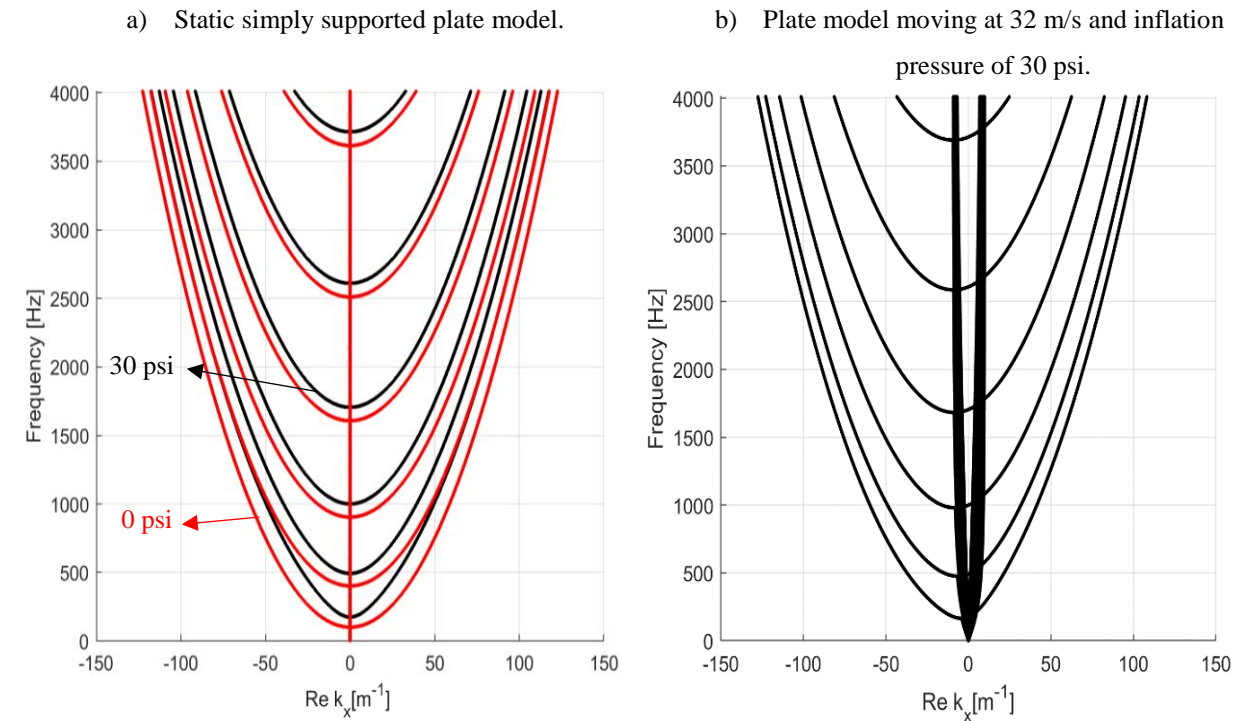 a) Static simply supported plate model.
b) Plate model moving at 32 m/s and inflation
pressure of 30 psi.
4000
3500
3000
2500
2000
1500
1000
500
0
-150 -100 -50 0 50 100 150
Frequency [Hz]
Re k_x[m^-1]
30 psi
0 psi
4000
3500
3000
2500
2000
1500
1000
500
0
-150 -100 -50 0 50 100 150
Frequency [Hz]
Re k_x[m^-1]